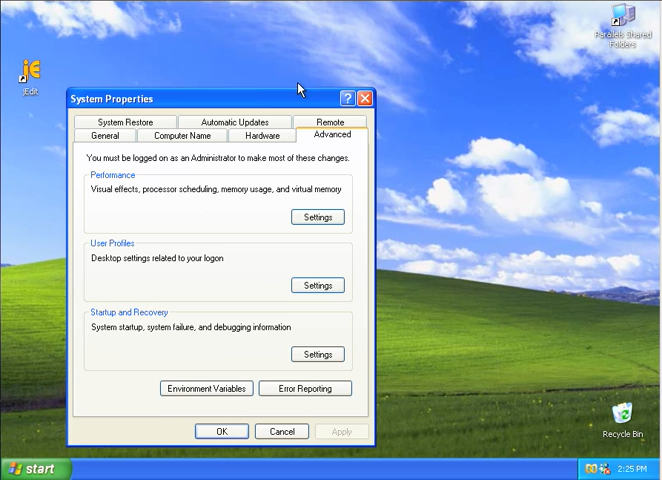 Parallels Shared
Folders
jEdit
System Properties
System Restore
Automatic Updates
Remote
General
Computer Name
Hardware
Advanced
You must be logged on as an Administrator to make most of these changes.
Performance
Visual effects, processor scheduling, memory usage, and virtual memory
Settings
User Profiles
Desktop settings related to your logon
Settings
Startup and Recovery
System startup, system failure, and debugging information
Settings
Environment Variables
Error Reporting
OK
Cancel
Apply
Recycle Bin
start
2:25 PM